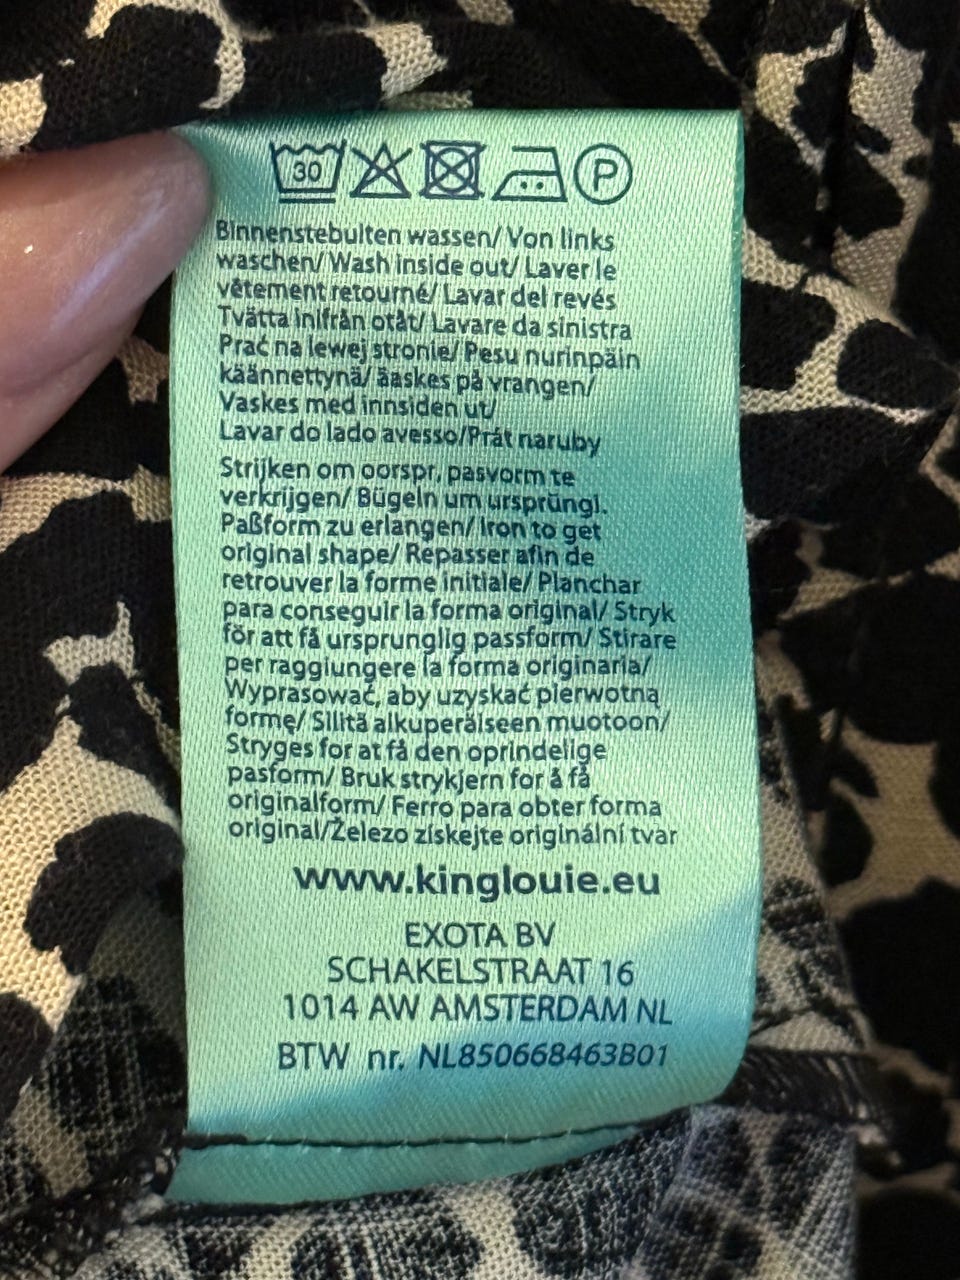 30 P
Binnenstebuiten wassen/ Von links
waschen/ Wash inside out/ Laver le
vêtement retourné/ Lavar del revés
Tvätta inifrån otåt/ Lavare da sinistra
Prać na lewej stronie/ Pesu nurinpäin
käännettynä/ äaskes på vrangen/
Vaskes med innsiden ut/
Lavar do lado avesso/Prát naruby
Strijken om oorspr, pasvorm te
verkrijgen/ Bügeln um ursprüngl.
Paßform zu erlangen/ Iron to get
original shape/ Repasser afin de
retrouver la forme initiale/ Planchar
para conseguir la forma original/ Stryk
för att få ursprunglig passform/ Stirare
per raggiungere la forma originaria/
Wyprasować, aby uzyskać pierwotną
formę/ Silitä alkuperäiseen muotoon/
Stryges for at få den oprindelige
pasform/ Bruk strykjern for å få
originalform/ Ferro para obter forma
original/Železo získejte originální tvar
www.kinglouie.eu
EXOTA BV
SCHAKELSTRAAT 16
1014 AW AMSTERDAM NL
BTW nr. NL850668463B01